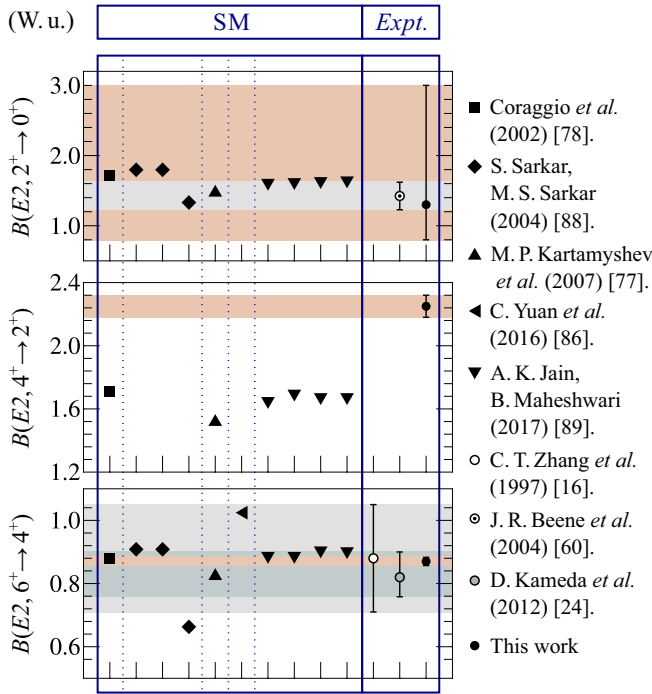 (W. u.) SM Expt.
B(E2, 2⁺→0⁺)
3.0
2.0
1.0
B(E2, 4⁺→2⁺)
2.4
2.0
1.6
1.2
B(E2, 6⁺→4⁺)
1.0
0.8
0.6
Coraggio et al.
(2002) [78].
S. Sarkar,
M. S. Sarkar
(2004) [88].
M. P. Kartamyshev
et al. (2007) [77].
C. Yuan et al.
(2016) [86].
A. K. Jain,
B. Maheshwari
(2017) [89].
C. T. Zhang et al.
(1997) [16].
J. R. Beene et al.
(2004) [60].
D. Kameda et al.
(2012) [24].
This work